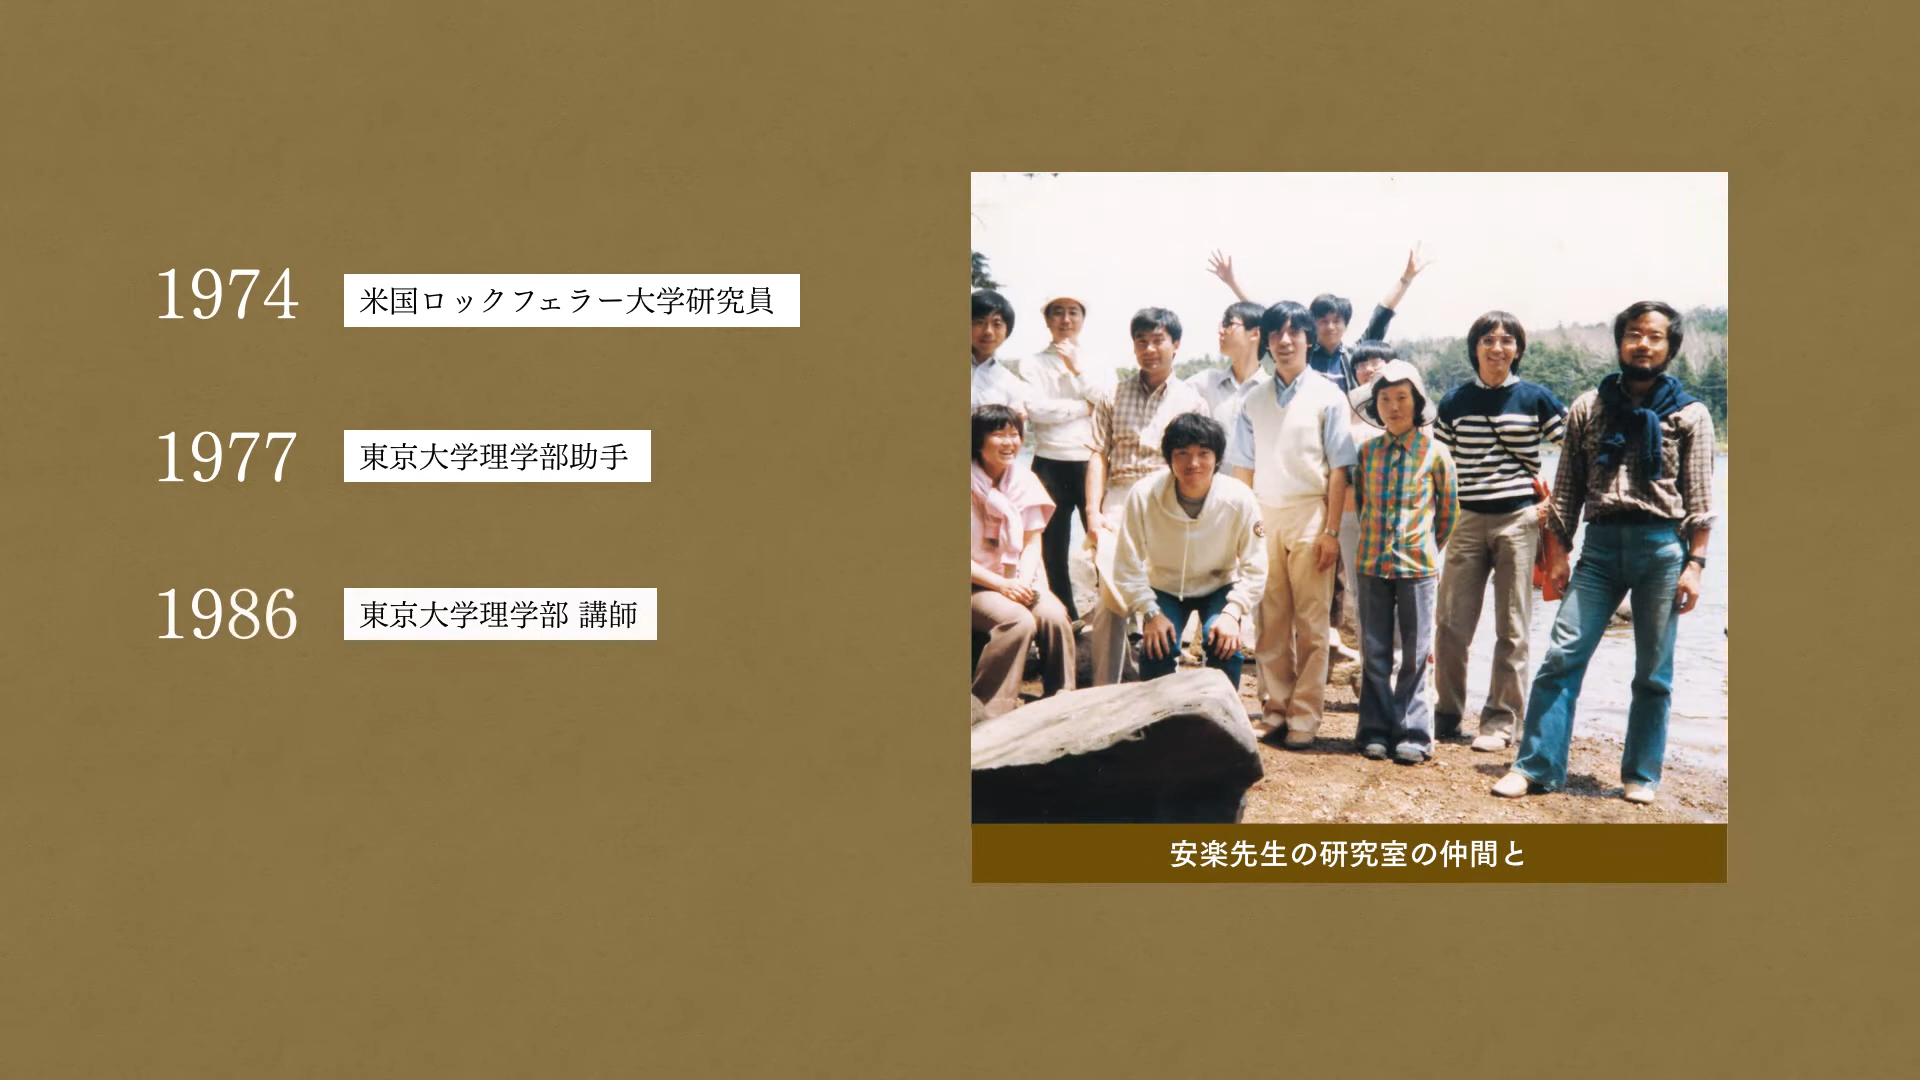 1974 米国ロックフェラー大学研究員
1977 東京大学理学部助手
1986 東京大学理学部 講師
安楽先生の研究室の仲間と